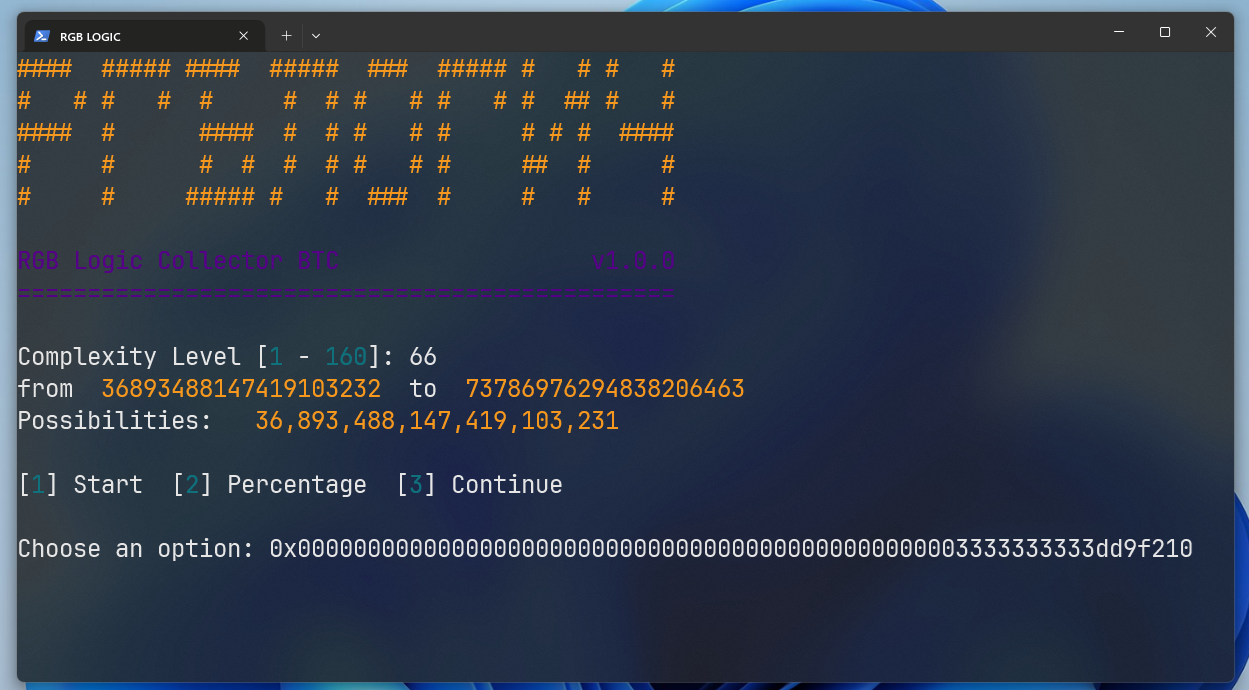 RGB LOGIC
RGB Logic Collector BTC v1.0.0
===============================================
Complexity Level [1 - 160]: 66
from 36893488147419103232 to 73786976294838206463
Possibilities: 36,893,488,147,419,103,231
[1] Start [2] Percentage [3] Continue
Choose an option: 0x00000000000000000000000000000000000000000000003333333333dd9f210